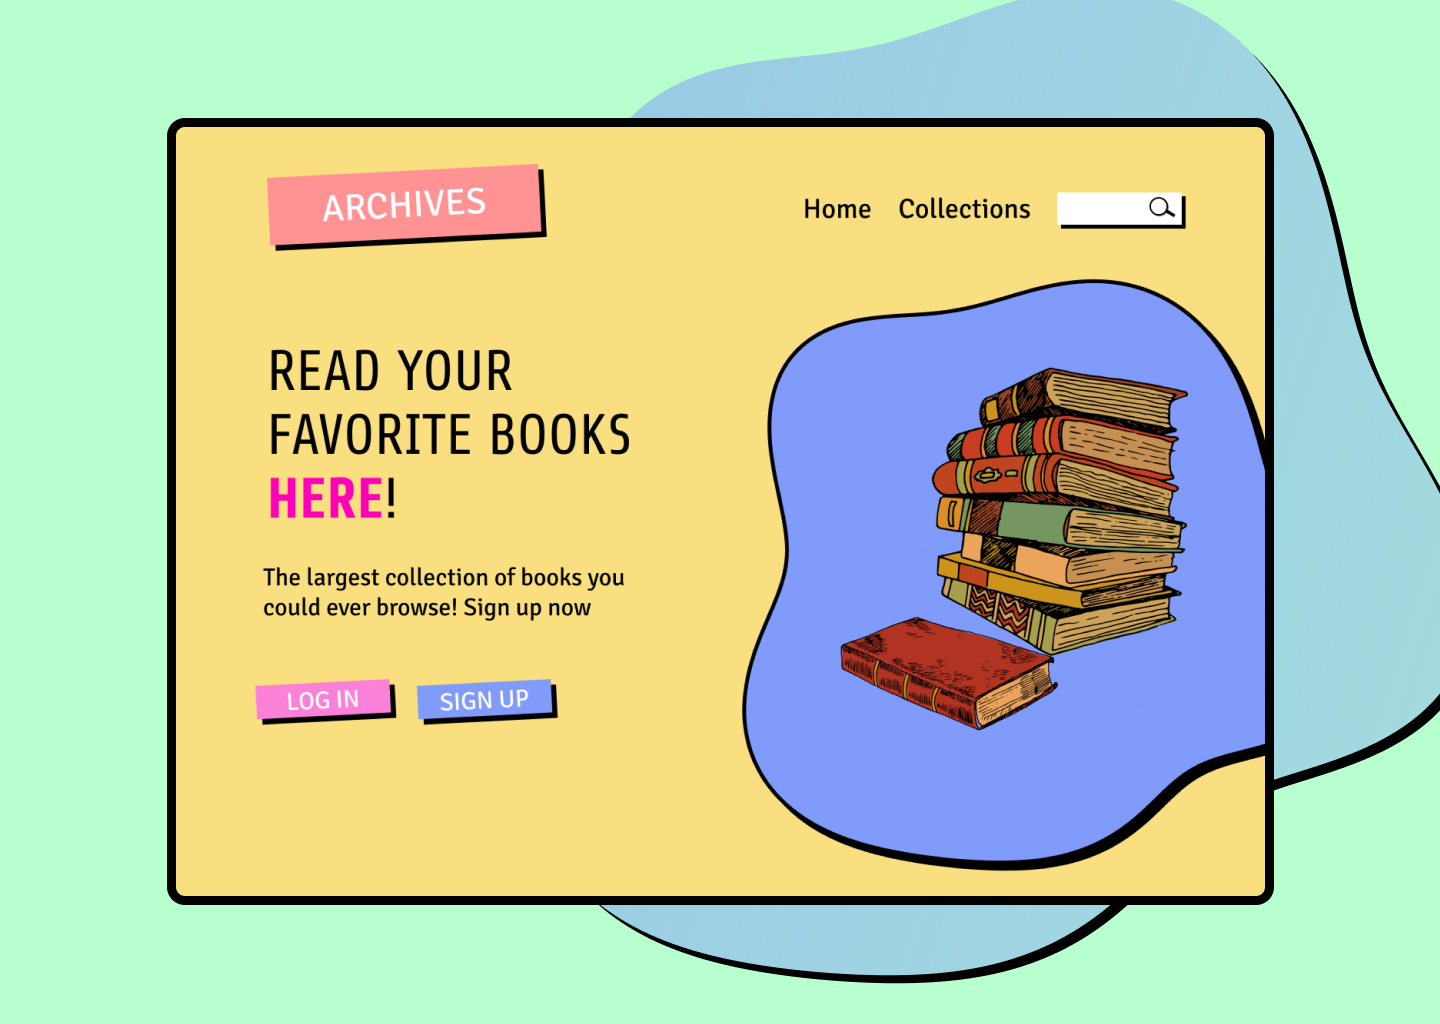 ARCHIVES
Home Collections
READ YOUR
FAVORITE BOOKS
HERE!
The largest collection of books you
could ever browse! Sign up now
LOG IN SIGN UP